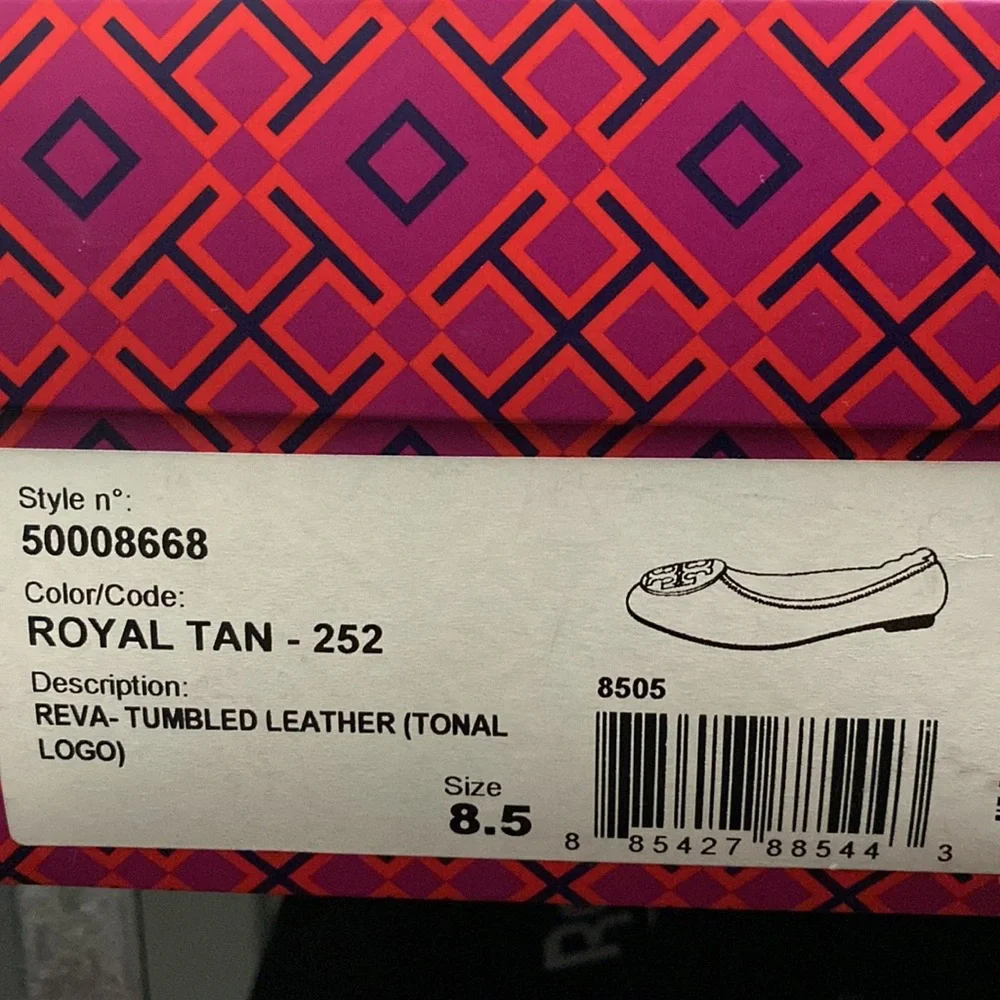 Style n°:
50008668
Color/Code:
ROYAL TAN - 252
Description:
REVA- TUMBLED LEATHER (TONAL
LOGO)
Size
8.5
8505
8 85427 88544 3